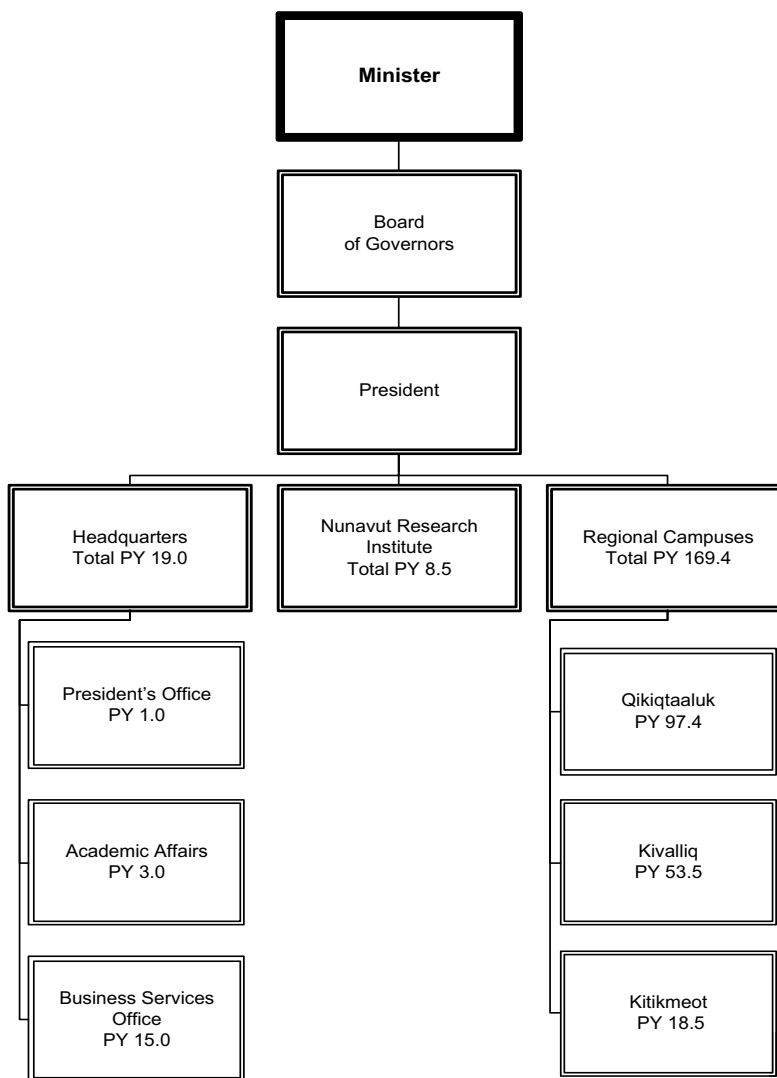 Minister
Board
of Governors
President
Headquarters
Total PY 19.0
Nunavut Research
Institute
Total PY 8.5
Regional Campuses
Total PY 169.4
President’s Office
PY 1.0
Academic Affairs
PY 3.0
Business Services
Office
PY 15.0
Qikiqtaaluk
PY 97.4
Kivalliq
PY 53.5
Kitikmeot
PY 18.5